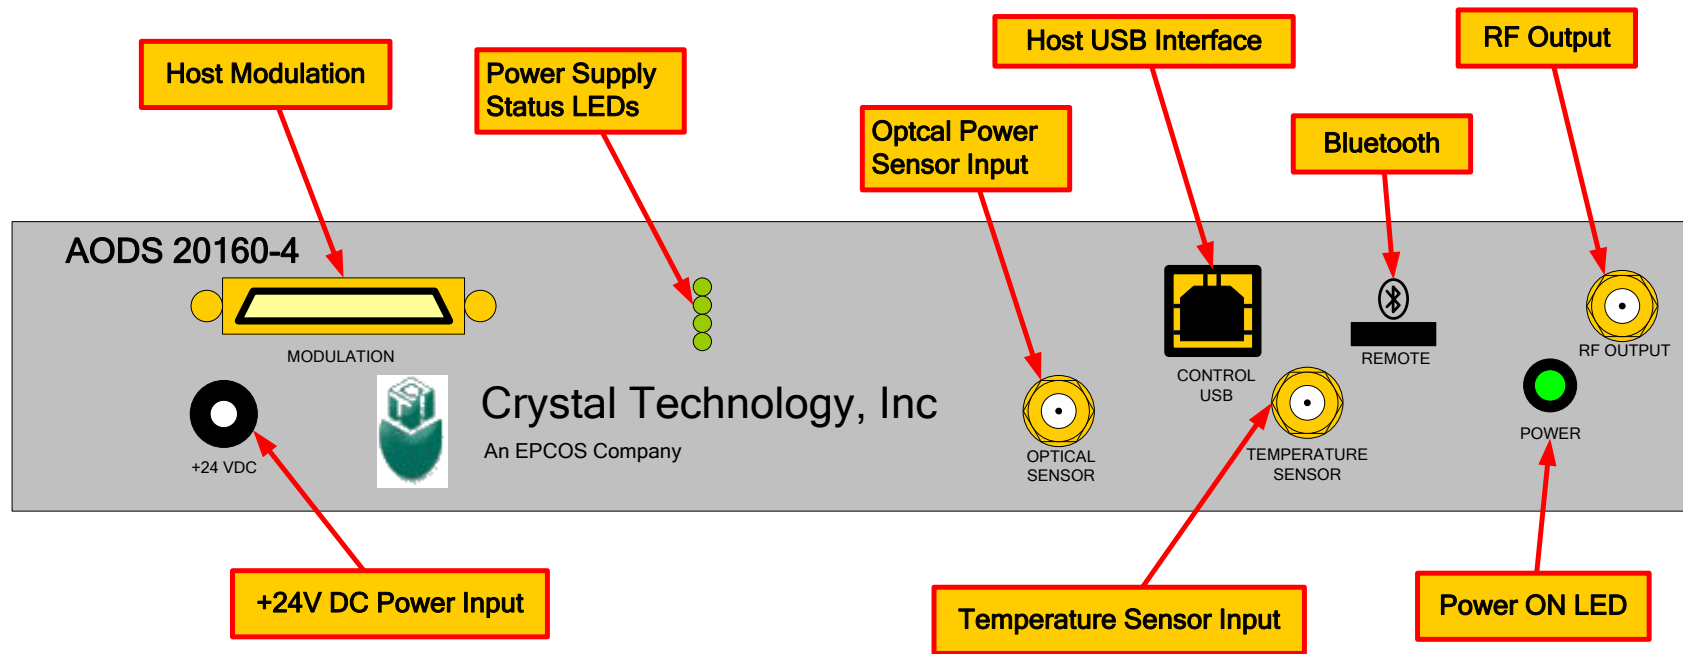 Host Modulation
Power Supply
Status LEDs
Optcal Power
Sensor Input
Host USB Interface
Bluetooth
RF Output
AODS 20160-4
MODULATION
+24 VDC
Crystal Technology, Inc
An EPCOS Company
OPTICAL
SENSOR
CONTROL
USB
TEMPERATURE
SENSOR
REMOTE
RF OUTPUT
POWER
+24V DC Power Input
Temperature Sensor Input
Power ON LED